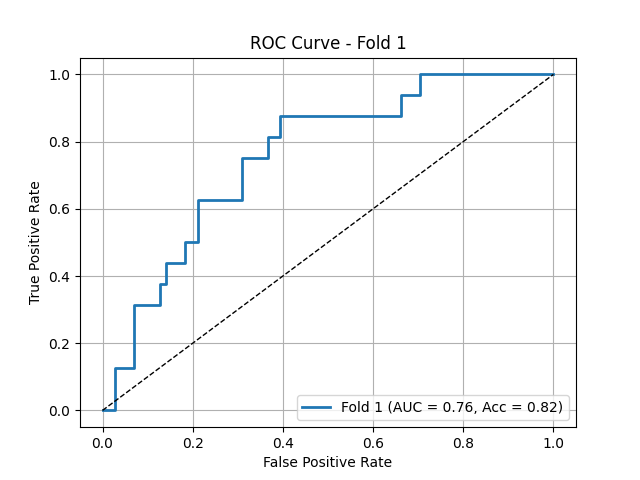 ROC Curve - Fold 1
True Positive Rate
1.0
0.8
0.6
0.4
0.2
0.0
Fold 1 (AUC = 0.76, Acc = 0.82)
0.0 0.2 0.4 0.6 0.8 1.0
False Positive Rate